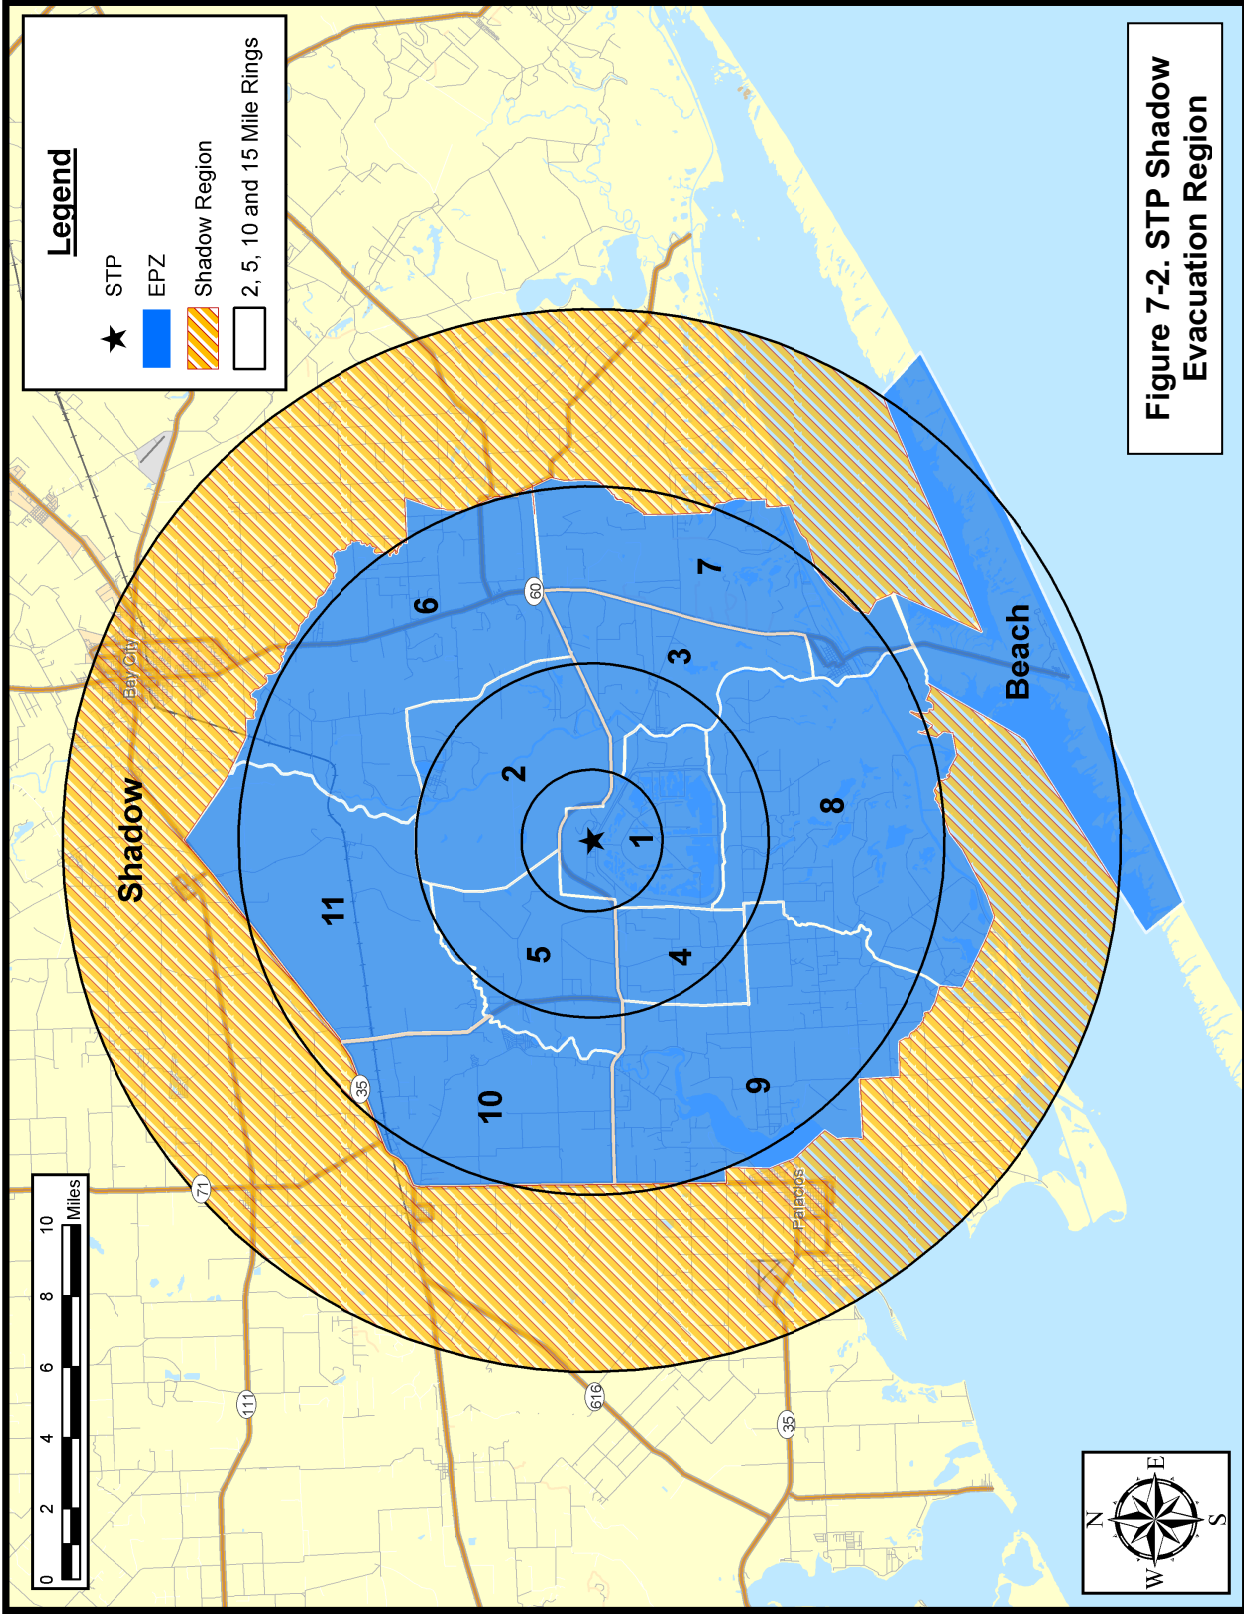 Legend
STP
EPZ
Shadow Region
2, 5, 10 and 15 Mile Rings
0 2 4 6 8 10
Miles
Shadow
Bay City
71
111
35
616
35
60
Palacios
1
2
3
4
5
6
7
8
9
10
11
Beach
N
W E
S
Figure 7-2. STP Shadow
Evacuation Region